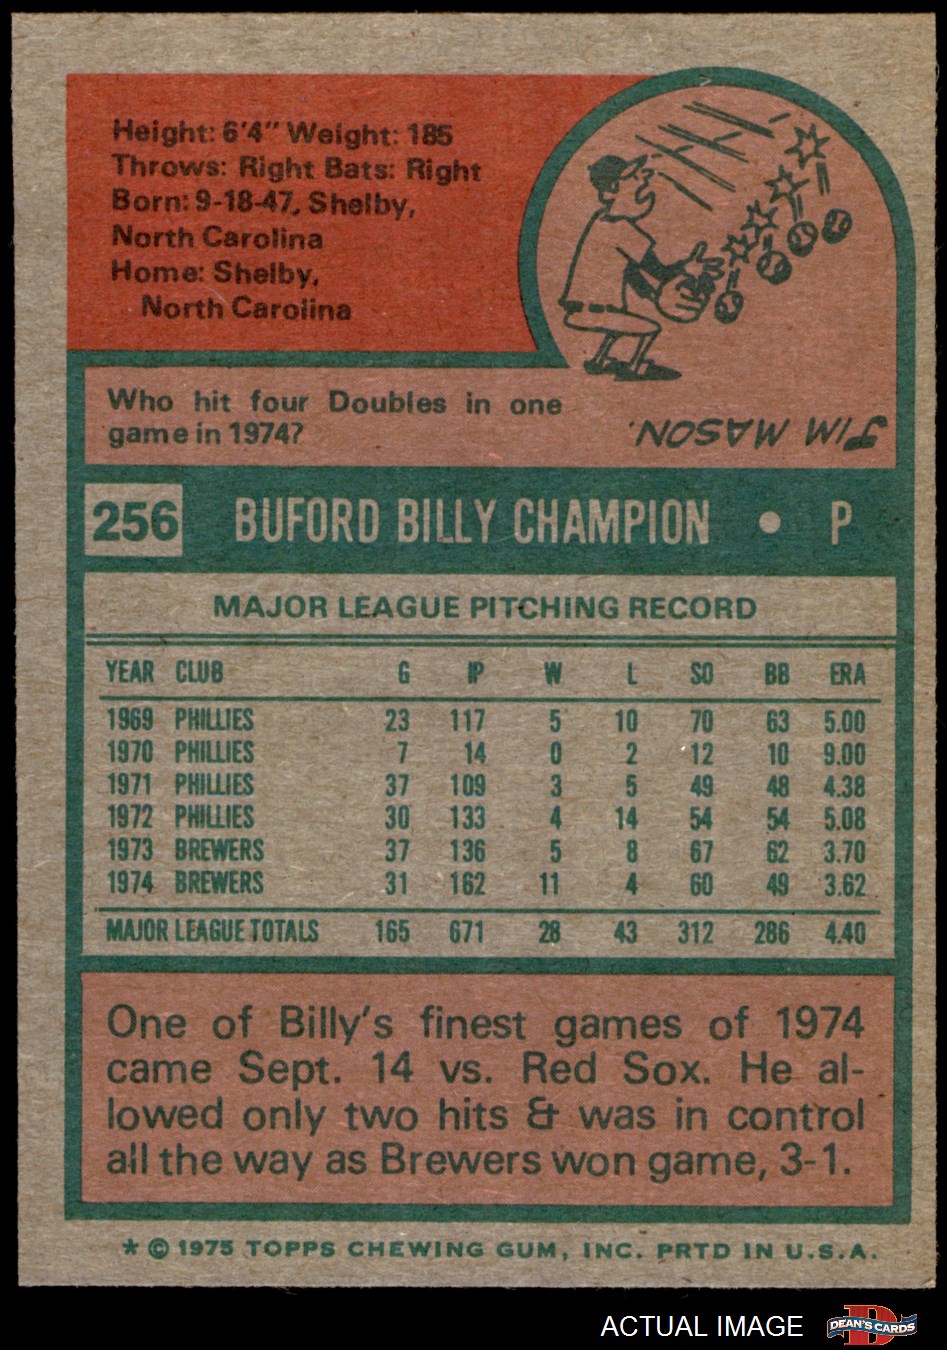 Height: 6'4" Weight: 185
Throws: Right Bats: Right
Born: 9-18-47, Shelby,
North Carolina
Home: Shelby,
North Carolina
Who hit four Doubles in one
game in 1974?
JIM MASON.
256 BUFORD BILLY CHAMPION • P
MAJOR LEAGUE PITCHING RECORD
YEAR CLUB G IP W L SO BB ERA
1969 PHILLIES 23 117 5 10 70 63 5.00
1970 PHILLIES 7 14 0 2 12 10 9.00
1971 PHILLIES 37 109 3 5 49 48 4.38
1972 PHILLIES 30 133 4 14 54 54 5.08
1973 BREWERS 37 136 5 8 67 62 3.70
1974 BREWERS 31 162 11 4 60 49 3.62
MAJOR LEAGUE TOTALS 165 671 28 43 312 286 4.40
One of Billy's finest games of 1974
came Sept. 14 vs. Red Sox. He al-
lowed only two hits & was in control
all the way as Brewers won game, 3-1.
* © 1975 TOPPS CHEWING GUM, INC. PRTD IN U.S.A.
ACTUAL IMAGE D DEAN'S CARDS